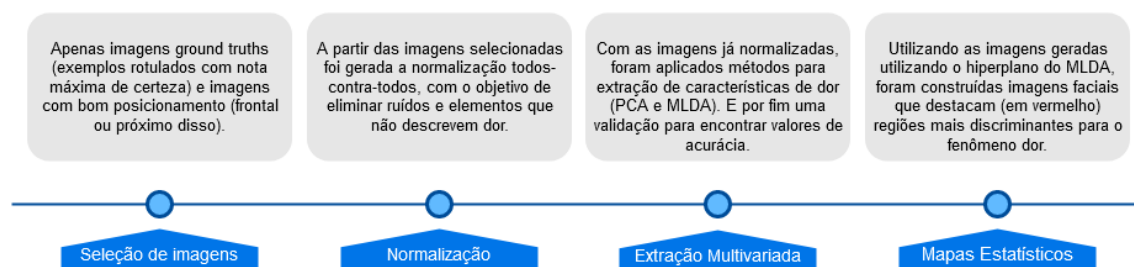 Apenas imagens ground truths
(exemplos rotulados com nota
máxima de certeza) e imagens
com bom posicionamento (frontal
ou próximo disso).
A partir das imagens selecionadas
foi gerada a normalização todos-
contra-todos, com o objetivo de
eliminar ruídos e elementos que
não descrevem dor.
Com as imagens já normalizadas,
foram aplicados métodos para
extração de características de dor
(PCA e MLDA). E por fim uma
validação para encontrar valores de
acurácia.
Utilizando as imagens geradas
utilizando o hiperplano do MLDA,
foram construídas imagens faciais
que destacam (em vermelho)
regiões mais discriminantes para o
fenômeno dor.
Seleção de imagens
Normalização
Extração Multivariada
Mapas Estatísticos